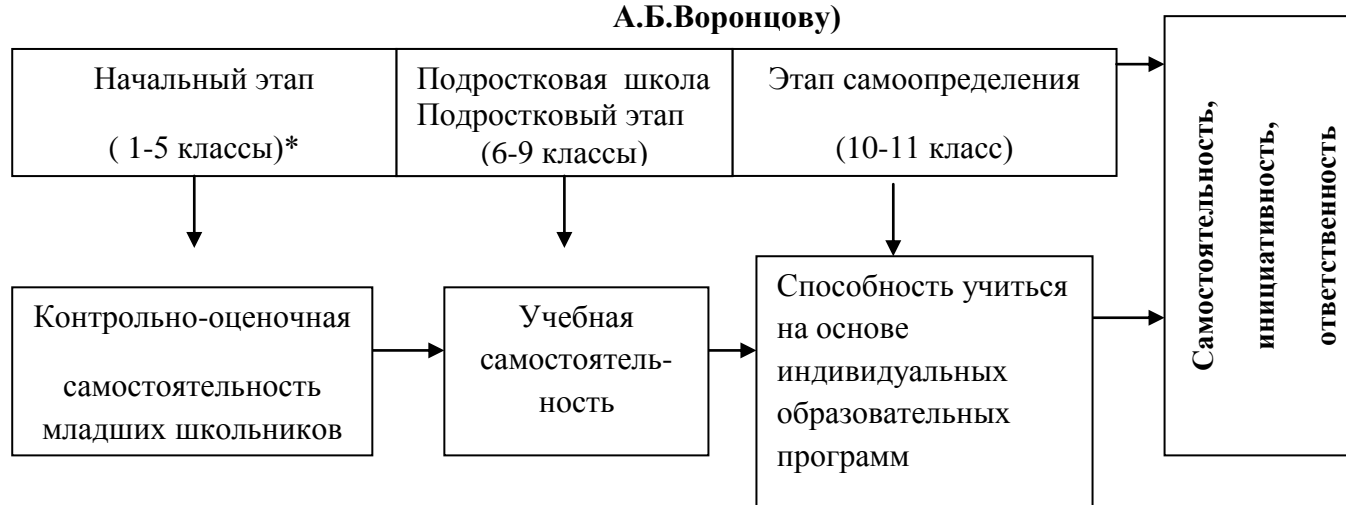 А.Б.Воронцову)
Начальный этап
( 1-5 классы)*
Подростковая школа
Подростковый этап
(6-9 классы)
Этап самоопределения
(10-11 класс)
Контрольно-оценочная
самостоятельность
младших школьников
Учебная
самостоятель-
ность
Способность учиться
на основе
индивидуальных
образовательных
программ
Самостоятельность,
инициативность,
ответственность